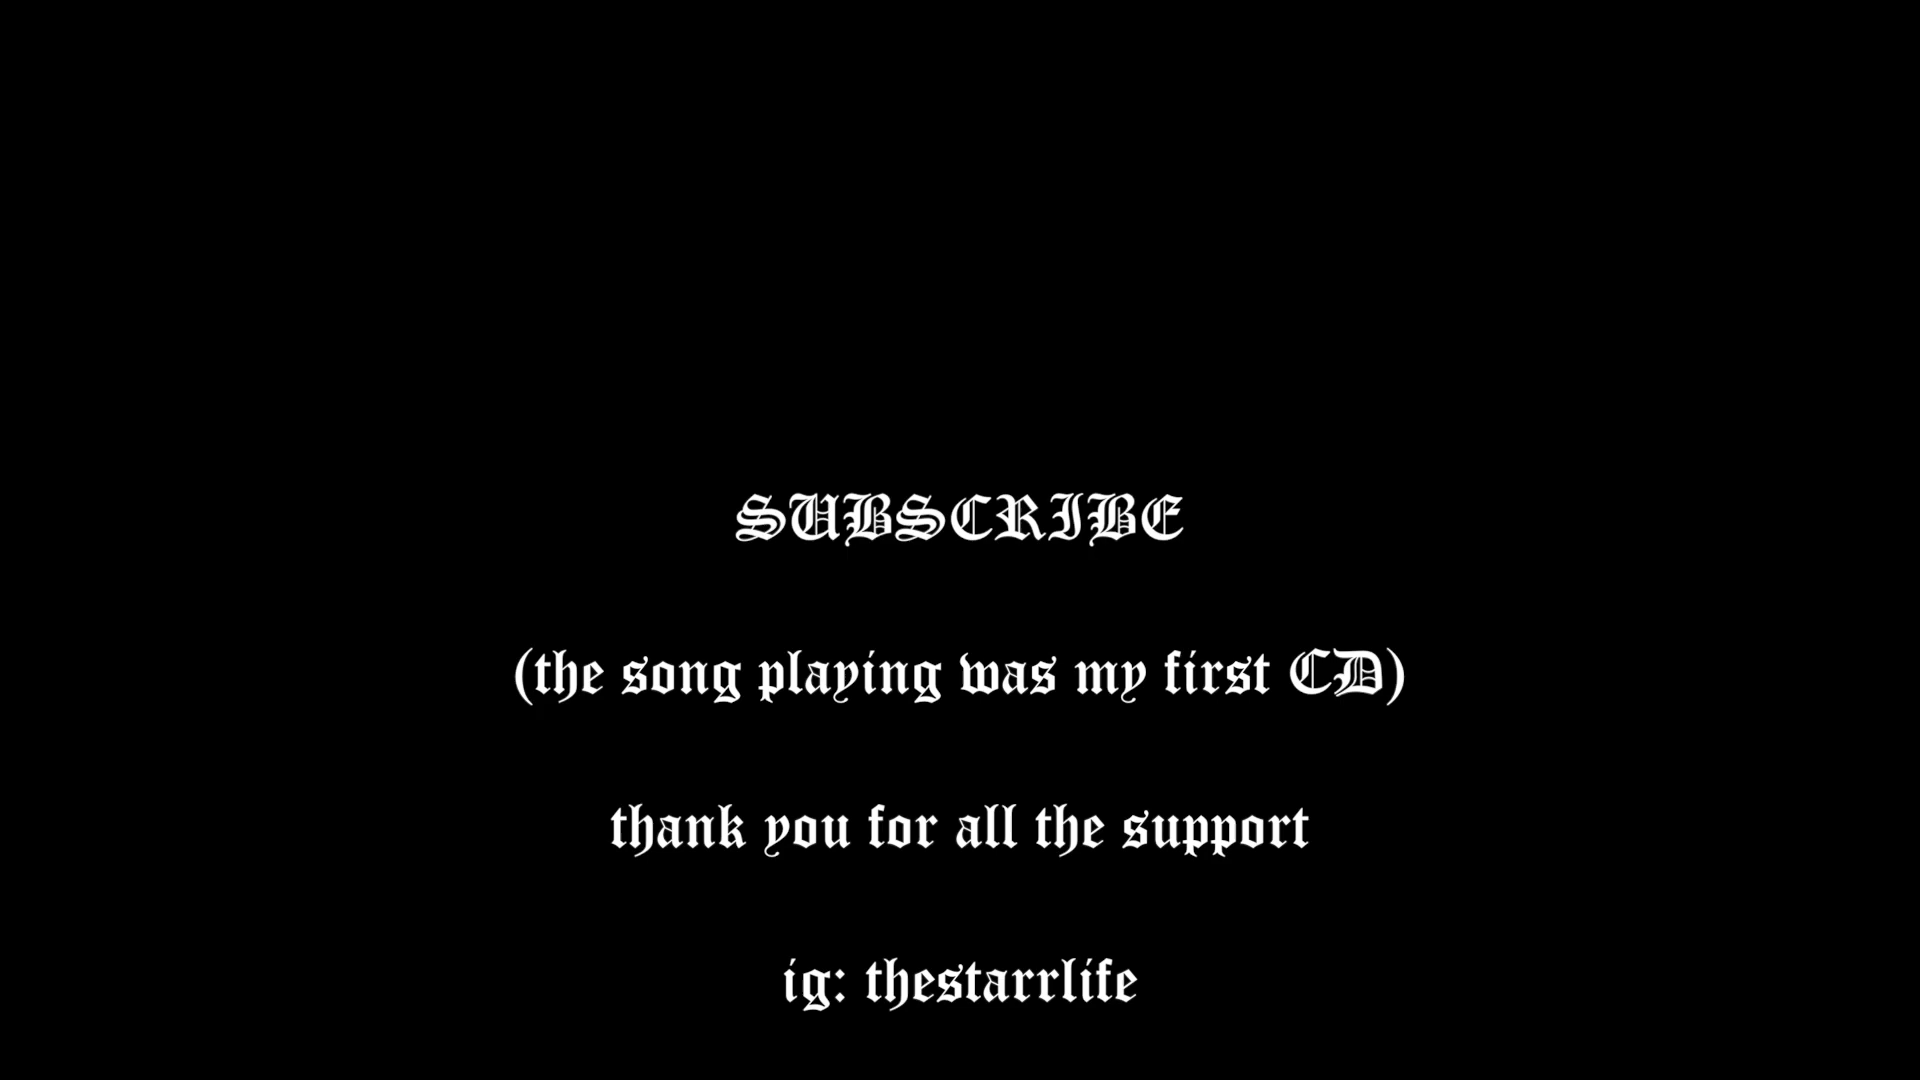 SUBSCRIBE
(the song playing was my first CD)
thank you for all the support
ig: thestarrlife